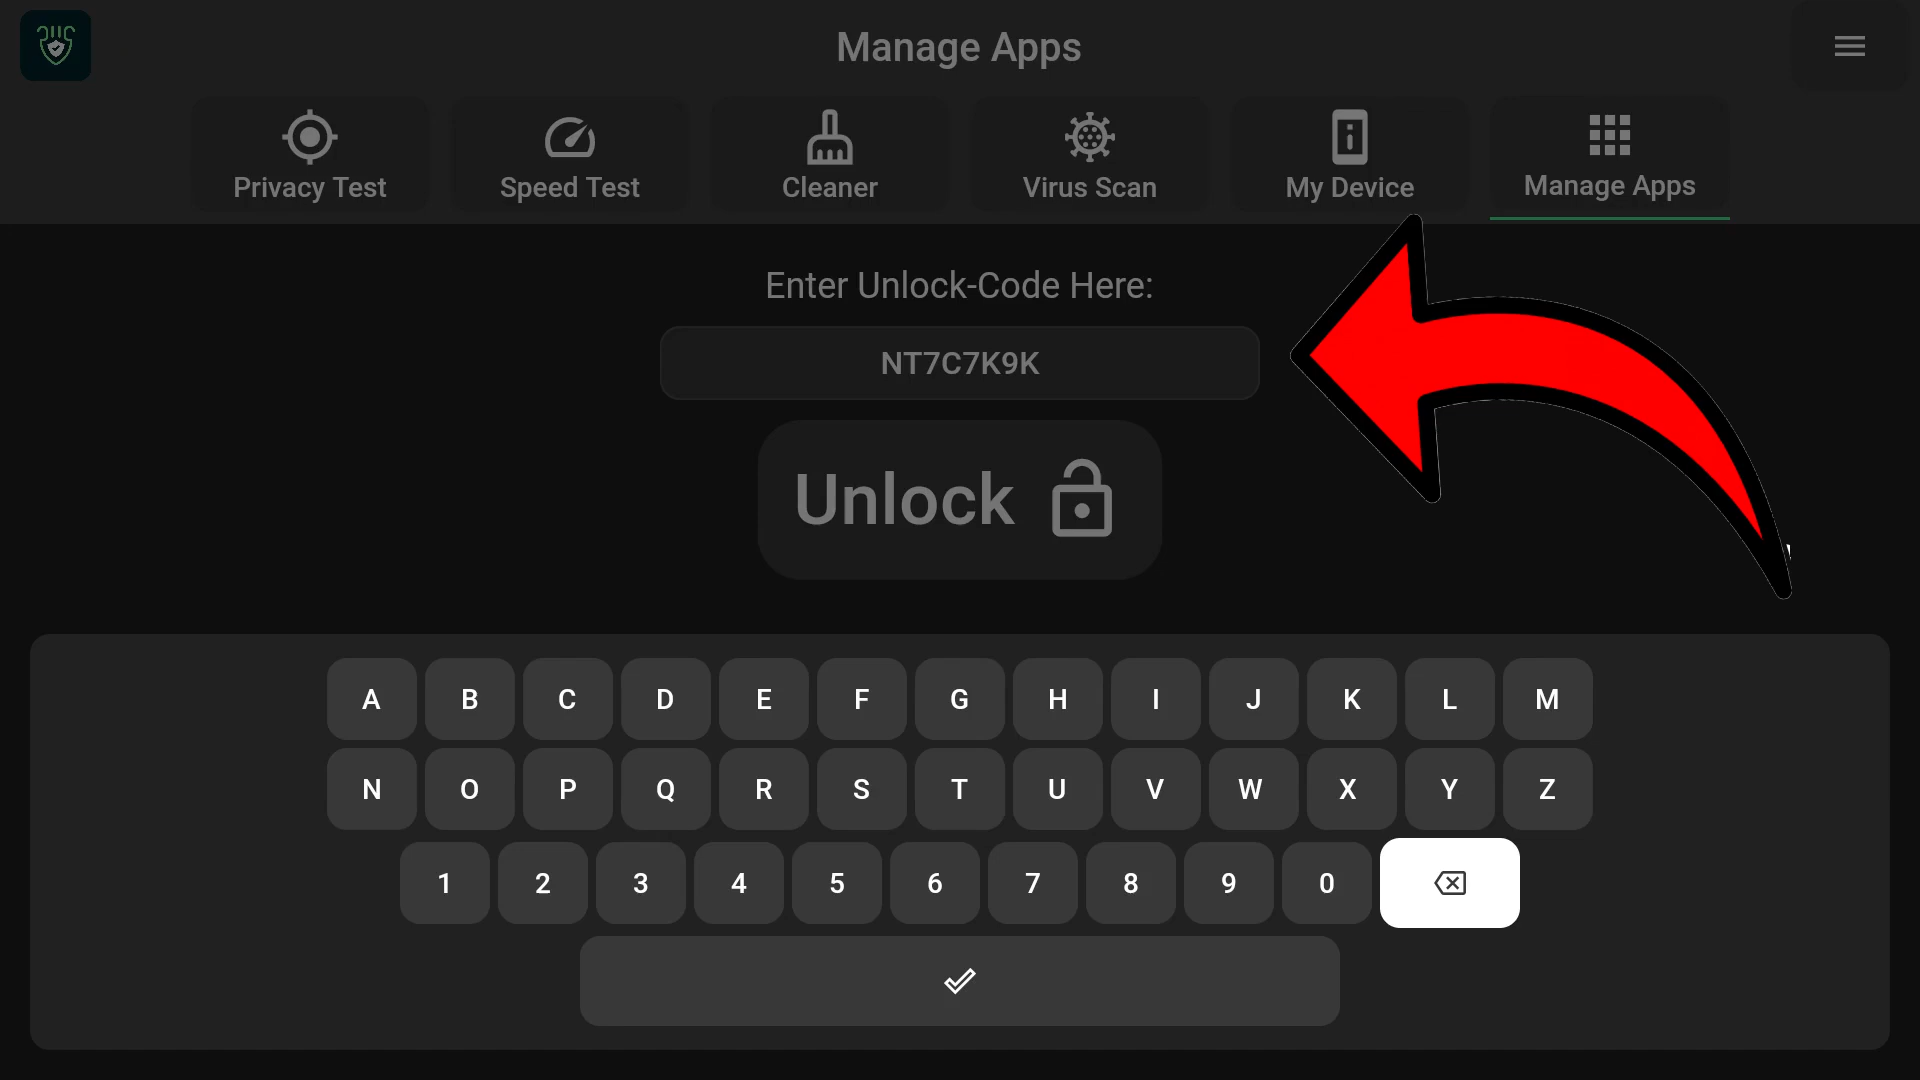 Manage Apps
Privacy Test
Speed Test
Cleaner
Virus Scan
My Device
Manage Apps
Enter Unlock-Code Here:
NT7C7K9K
Unlock
A B C D E F G H I J K L M
N O P Q R S T U V W X Y Z
1 2 3 4 5 6 7 8 9 0